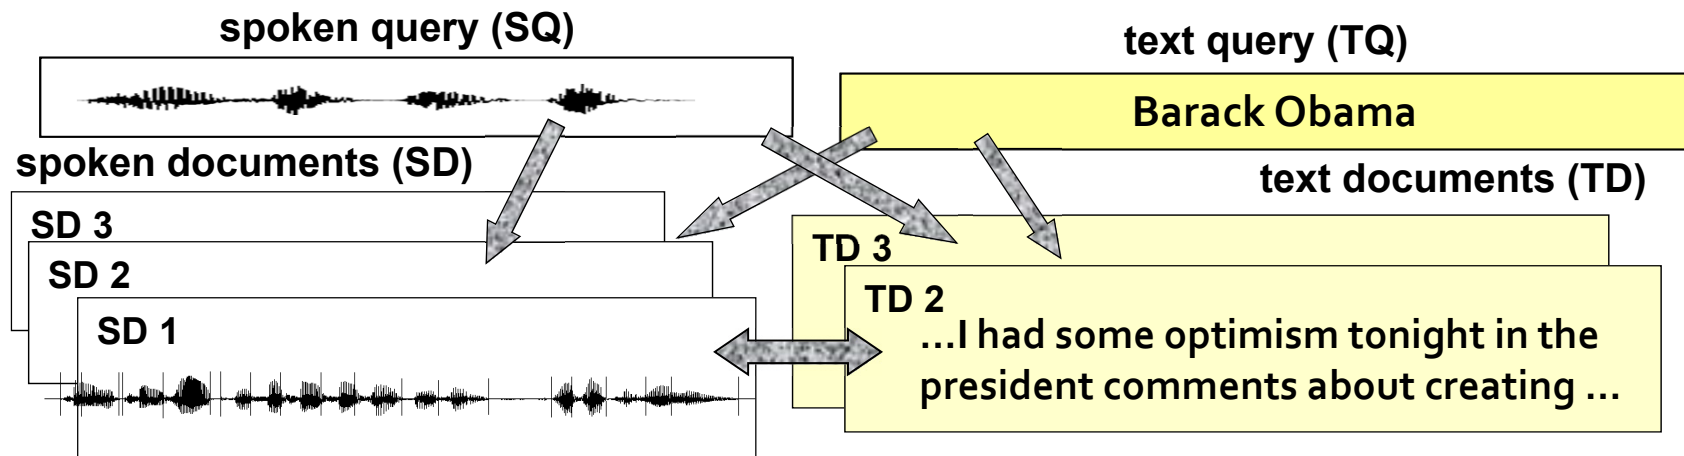 spoken query (SQ)
text query (TQ)
Barack Obama
spoken documents (SD)
text documents (TD)
SD 3
SD 2
SD 1
TD 3
TD 2
...I had some optimism tonight in the
president comments about creating ...